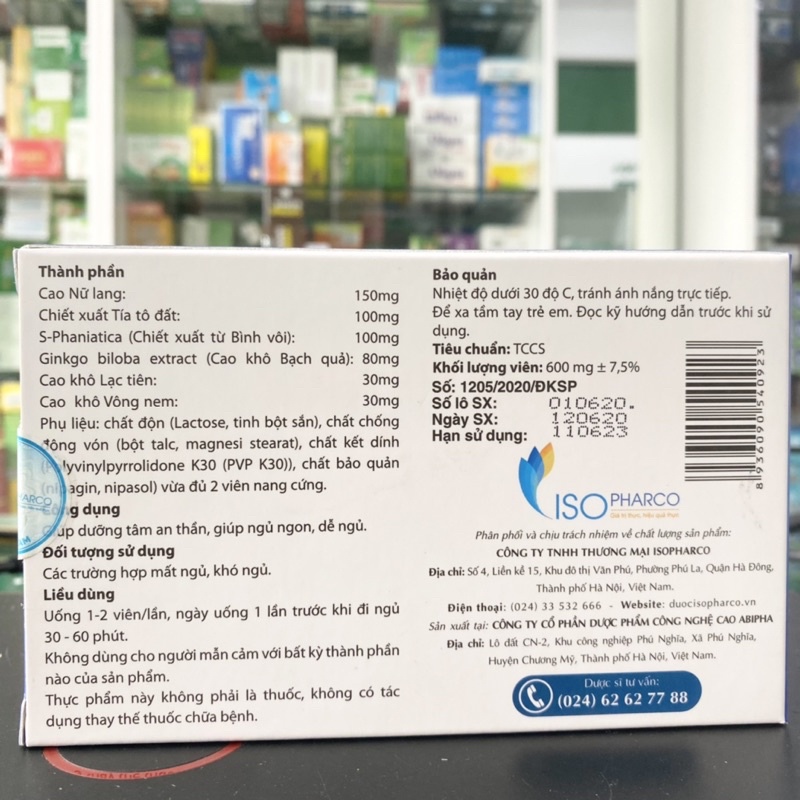 Thành phần
Cao Nữ lang: 150mg
Chiết xuất Tía tô đất: 100mg
S-Phaniatica (Chiết xuất từ Bình vôi): 100mg
Ginkgo biloba extract (Cao khô Bạch quả): 80mg
Cao khô Lạc tiên: 30mg
Cao khô Vông nem: 30mg
Phụ liệu: chất độn (Lactose, tinh bột sắn), chất chống
đông vón (bột talc, magnesi stearat), chất kết dính
(Polyvinylpyrrolidone K30 (PVP K30)), chất bảo quản
(nipagin, nipasol) vừa đủ 2 viên nang cứng.
Công dụng
Giúp dưỡng tâm an thần, giúp ngủ ngon, dễ ngủ.
Đối tượng sử dụng
Các trường hợp mất ngủ, khó ngủ.
Liều dùng
Uống 1-2 viên/lần, ngày uống 1 lần trước khi đi ngủ
30 - 60 phút.
Không dùng cho người mẫn cảm với bất kỳ thành phần
nào của sản phẩm.
Thực phẩm này không phải là thuốc, không có tác
dụng thay thế thuốc chữa bệnh.
Bảo quản
Nhiệt độ dưới 30 độ C, tránh ánh nắng trực tiếp.
Để xa tầm tay trẻ em. Đọc kỹ hướng dẫn trước khi sử
dụng.
Tiêu chuẩn: TCCS
Khối lượng viên: 600 mg ± 7,5%
Số: 1205/2020/ĐKSP
Số lô SX: 010620.
Ngày SX: 120620
Hạn sử dụng: 110623
8 936090 540923
ISOPHARCO
Giá trị thực, hiệu quả thực
Phân phối và chịu trách nhiệm về chất lượng sản phẩm:
CÔNG TY TNHH THƯƠNG MẠI ISOPHARCO
Địa chỉ: Số 4, Liền kề 15, Khu đô thị Văn Phú, Phường Phú La, Quận Hà Đông,
Thành phố Hà Nội, Việt Nam.
Điện thoại: (024) 33 532 666 - Website: duocisopharco.vn
Sản xuất tại: CÔNG TY CỔ PHẦN DƯỢC PHẨM CÔNG NGHỆ CAO ABIPHA
Địa chỉ: Lô đất CN-2, Khu công nghiệp Phú Nghĩa, Xã Phú Nghĩa,
Huyện Chương Mỹ, Thành phố Hà Nội, Việt Nam.
Dược sĩ tư vấn:
(024) 62 62 77 88